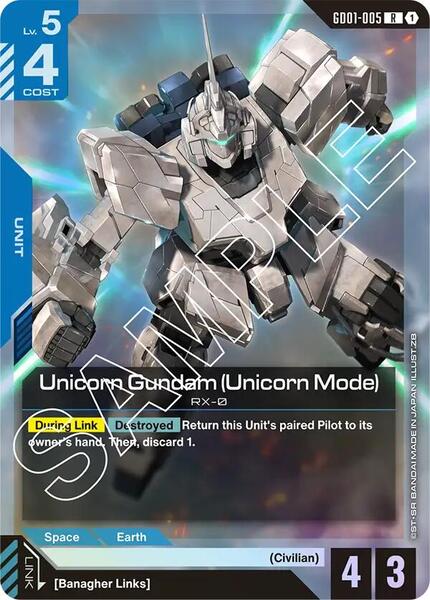 Lv. 5
4
COST
GD01-005 R 1
UNIT
SAMPLE
Unicorn Gundam (Unicorn Mode)
RX-0
During Link Destroyed Return this Unit's paired Pilot to its
owner's hand. Then, discard 1.
©ST･SR BANDAI MADE IN JAPAN ILLUST.ZB
Space Earth
(Civilian)
LINK
[Banagher Links]
4 3